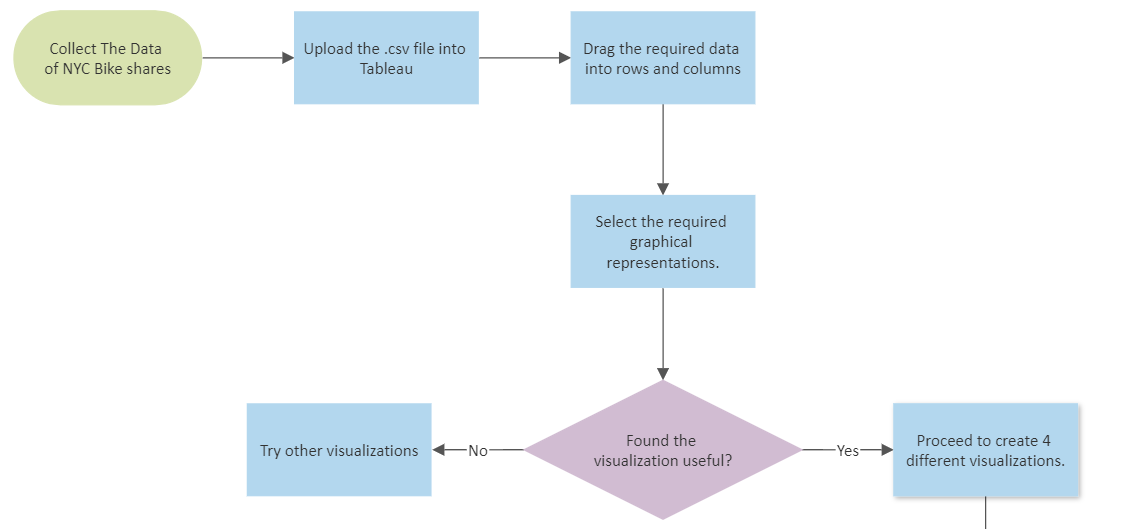 Collect The Data
of NYC Bike shares
Upload the .csv file into
Tableau
Drag the required data
into rows and columns
Select the required
graphical
representations.
Found the
visualization useful?
No
Try other visualizations
Yes
Proceed to create 4
different visualizations.